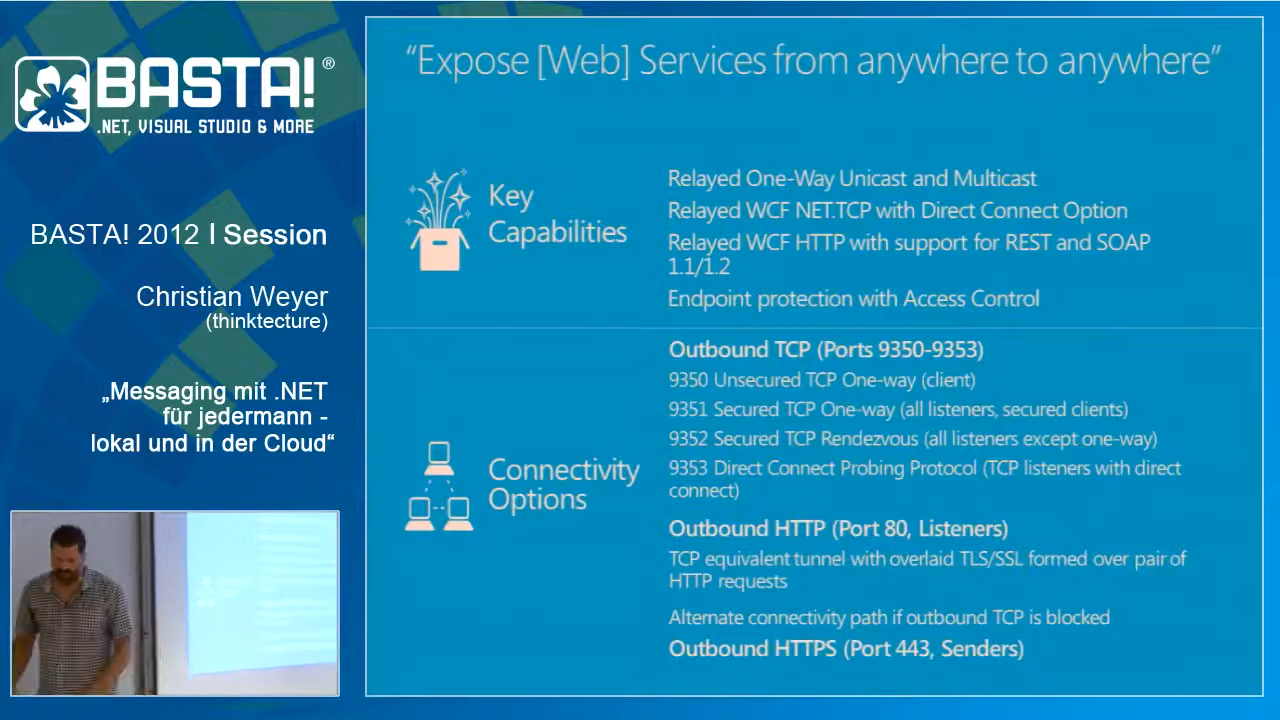 BASTA!®
.NET, VISUAL STUDIO & MORE
BASTA! 2012 | Session
Christian Weyer
(thinktecture)
„Messaging mit .NET
für jedermann -
lokal und in der Cloud“
“Expose [Web] Services from anywhere to anywhere”
Key
Capabilities
Relayed One-Way Unicast and Multicast
Relayed WCF NET.TCP with Direct Connect Option
Relayed WCF HTTP with support for REST and SOAP
1.1/1.2
Endpoint protection with Access Control
Connectivity
Options
Outbound TCP (Ports 9350-9353)
9350 Unsecured TCP One-way (client)
9351 Secured TCP One-way (all listeners, secured clients)
9352 Secured TCP Rendezvous (all listeners except one-way)
9353 Direct Connect Probing Protocol (TCP listeners with direct
connect)
Outbound HTTP (Port 80, Listeners)
TCP equivalent tunnel with overlaid TLS/SSL formed over pair of
HTTP requests
Alternate connectivity path if outbound TCP is blocked
Outbound HTTPS (Port 443, Senders)